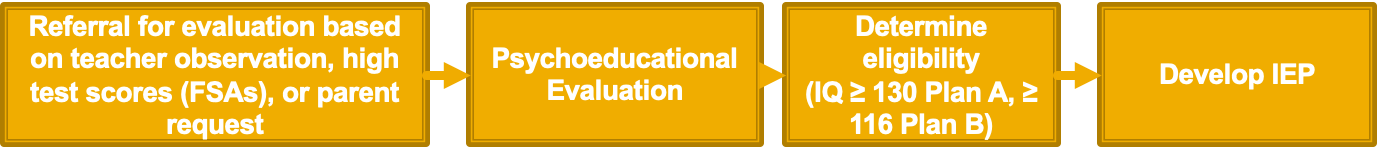 Referral for evaluation based
on teacher observation, high
test scores (FSAs), or parent
request
Psychoeducational
Evaluation
Determine
eligibility
(IQ ≥ 130 Plan A, ≥
116 Plan B)
Develop IEP